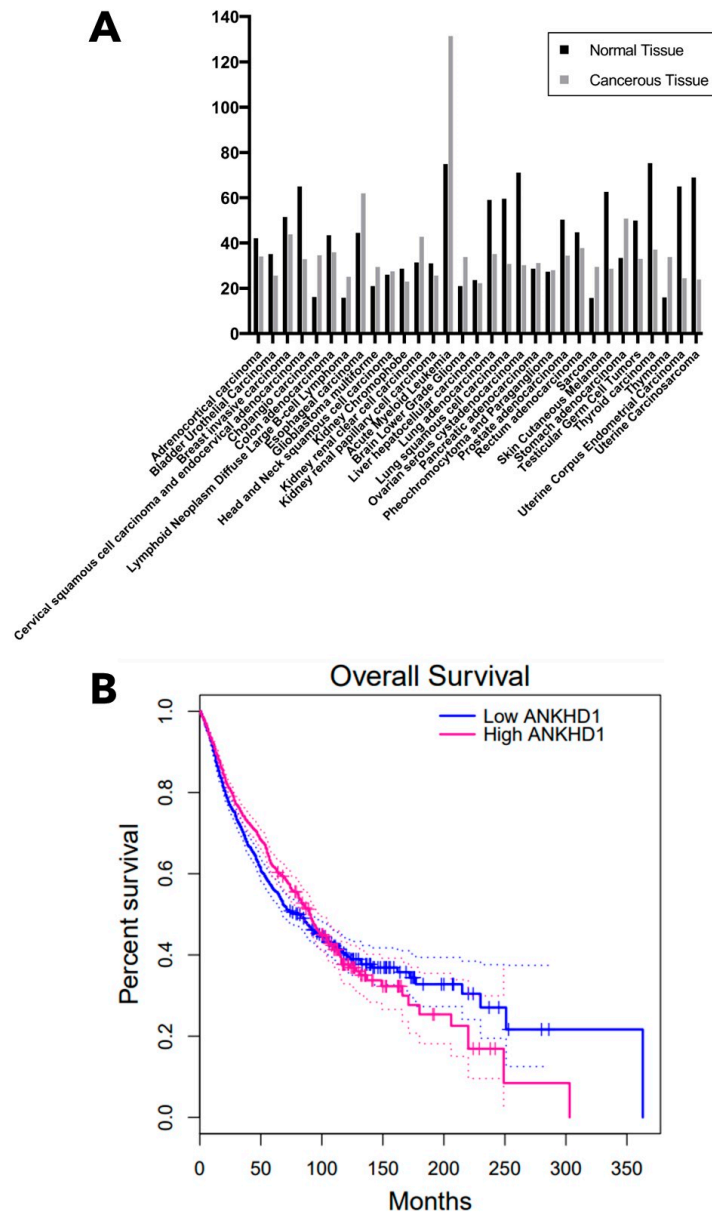 A
140
120
100
80
60
40
20
0
Normal Tissue
Cancerous Tissue
Adrenocortical carcinoma
Bladder Urothelial Carcinoma
Breast invasive carcinoma
Cervical squamous cell carcinoma and endocervical adenocarcinoma
Cholangio carcinoma
Colon adenocarcinoma
Lymphoid Neoplasm Diffuse Large B-cell Lymphoma
Esophageal carcinoma
Glioblastoma multiforme
Head and Neck squamous cell carcinoma
Kidney Chromophobe
Kidney renal clear cell carcinoma
Kidney renal papillary cell carcinoma
Acute Myeloid Leukemia
Brain Lower Grade Glioma
Liver hepatocellular carcinoma
Lung adenocarcinoma
Lung squamous cell carcinoma
Ovarian serous cystadenocarcinoma
Pancreatic adenocarcinoma
Pheochromocytoma and Paraganglioma
Prostate adenocarcinoma
Rectum adenocarcinoma
Sarcoma
Skin Cutaneous Melanoma
Stomach adenocarcinoma
Testicular Germ Cell Tumors
Thyroid carcinoma
Thymoma
Uterine Corpus Endometrial Carcinoma
Uterine Carcinosarcoma
B
Overall Survival
Low ANKHD1
High ANKHD1
Percent survival
1.0
0.8
0.6
0.4
0.2
0.0
0 50 100 150 200 250 300 350
Months